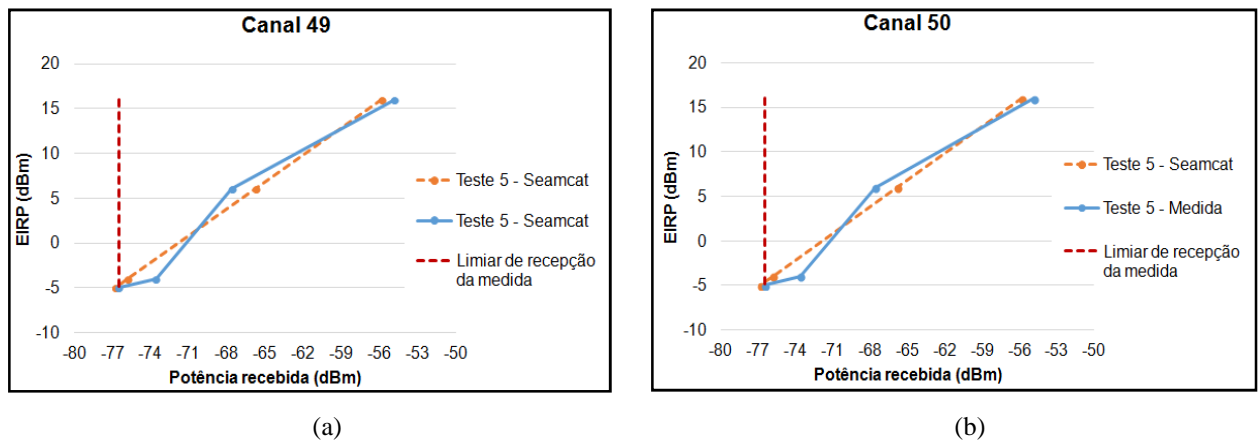 Canal 49
20
15
10
5
0
-5
-10
EIRP (dBm)
-80 -77 -74 -71 -68 -65 -62 -59 -56 -53 -50
Potência recebida (dBm)
Teste 5 - Seamcat
Teste 5 - Seamcat
Limiar de recepção
da medida
(a)
Canal 50
20
15
10
5
0
-5
-10
EIRP (dBm)
-80 -77 -74 -71 -68 -65 -62 -59 -56 -53 -50
Potência recebida (dBm)
Teste 5 - Seamcat
Teste 5 - Medida
Limiar de recepção
da medida
(b)